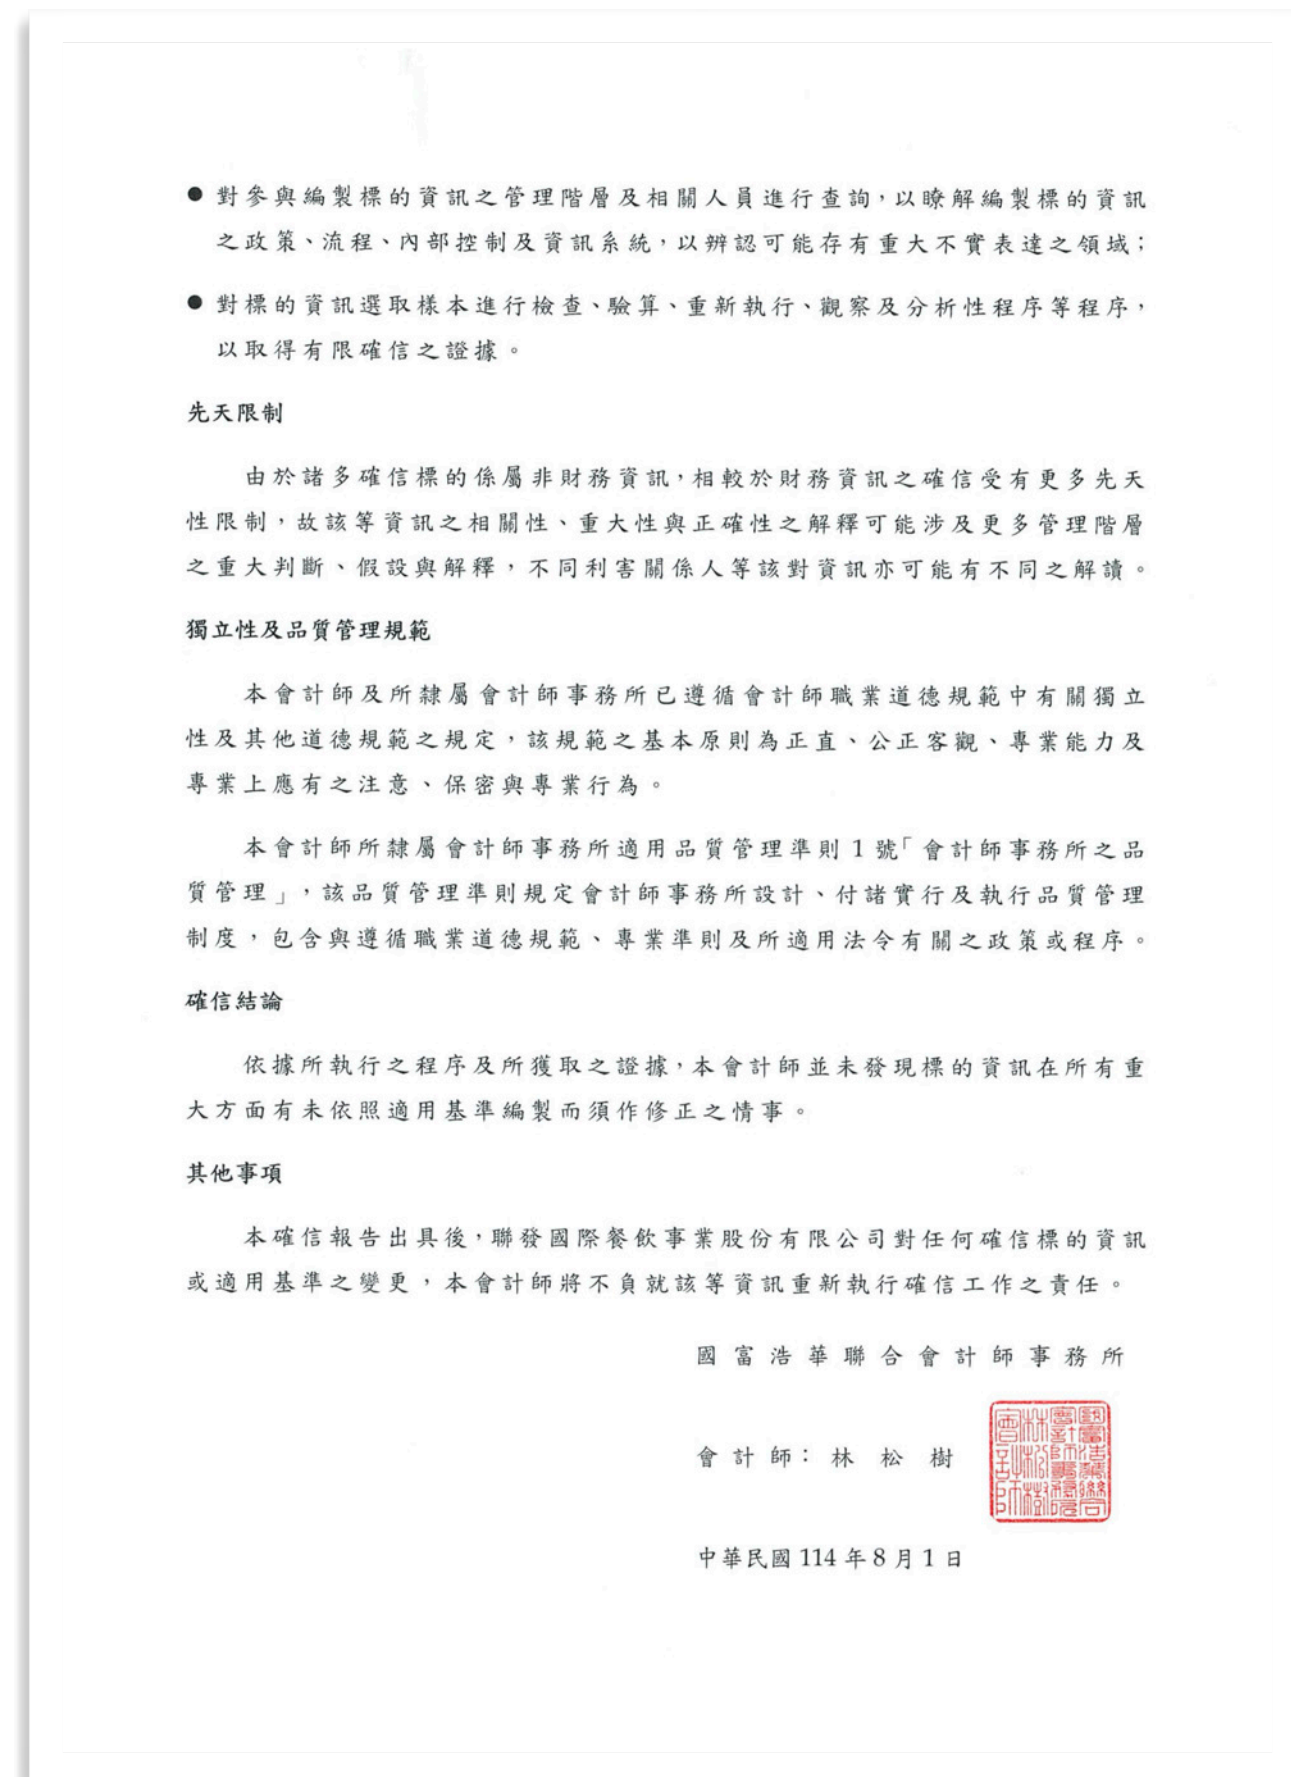 ●對參與編製標的資訊之管理階層及相關人員進行查詢，以瞭解編製標的資訊
之政策、流程、內部控制及資訊系統，以辨認可能存有重大不實表達之領域；
●對標的資訊選取樣本進行檢查、驗算、重新執行、觀察及分析性程序等程序，
以取得有限確信之證據。
先天限制
由於諸多確信標的係屬非財務資訊，相較於財務資訊之確信受有更多先天
性限制，故該等資訊之相關性、重大性與正確性之解釋可能涉及更多管理階層
之重大判斷、假設與解釋，不同利害關係人等該對資訊亦可能有不同之解讀。
獨立性及品質管理規範
本會計師及所隸屬會計師事務所已遵循會計師職業道德規範中有關獨立
性及其他道德規範之規定，該規範之基本原則為正直、公正客觀、專業能力及
專業上應有之注意、保密與專業行為。
本會計師所隸屬會計師事務所適用品質管理準則 1 號「會計師事務所之品
質管理」，該品質管理準則規定會計師事務所設計、付諸實行及執行品質管理
制度，包含與遵循職業道德規範、專業準則及所適用法令有關之政策或程序。
確信結論
依據所執行之程序及所獲取之證據，本會計師並未發現標的資訊在所有重
大方面有未依照適用基準編製而須作修正之情事。
其他事項
本確信報告出具後，聯發國際餐飲事業股份有限公司對任何確信標的資訊
或適用基準之變更，本會計師將不負就該等資訊重新執行確信工作之責任。
國富浩華聯合會計師事務所
會計師：林松樹
國富浩華聯合
會計師事務所
林松樹
會計師
中華民國 114 年 8 月 1 日